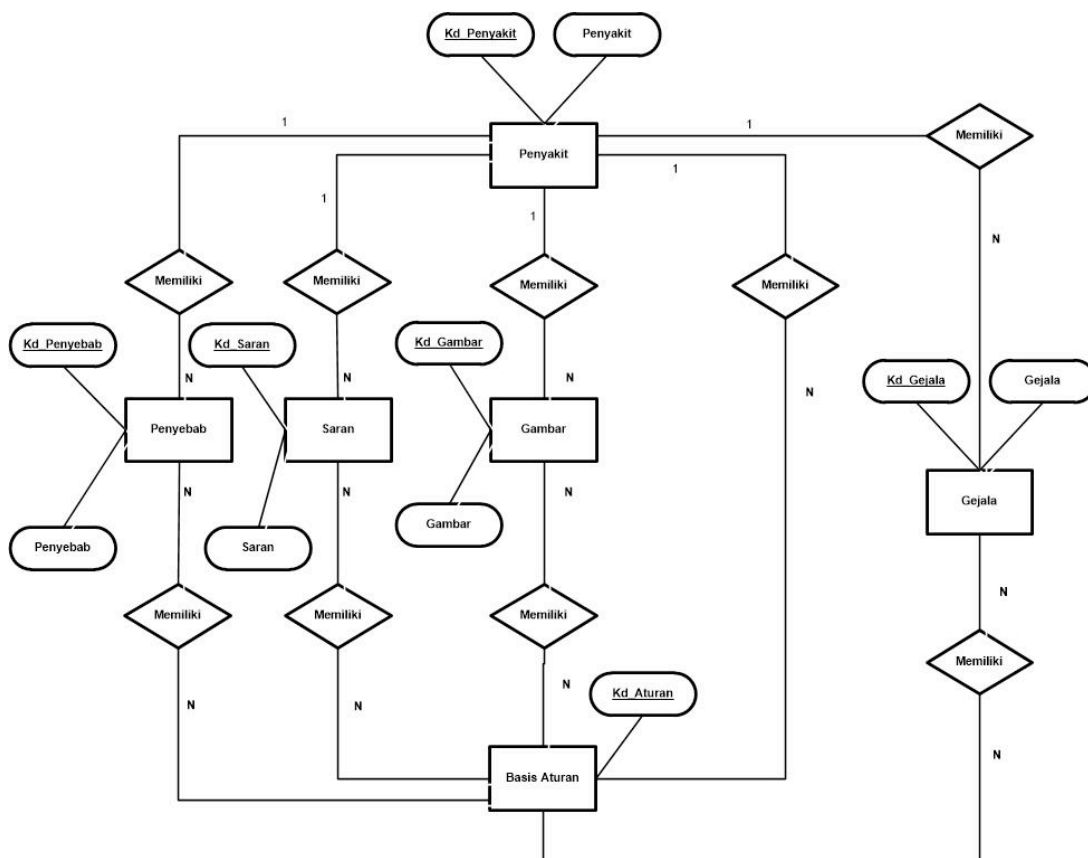 Kd_Penyakit
Penyakit
1
1
Memiliki
Penyakit
1
1
1
N
Memiliki
Memiliki
Memiliki
Memiliki
Kd_Penyebab
Kd_Saran
Kd_Gambar
N
N
N
N
Kd_Gejala
Gejala
Penyebab
Saran
Gambar
N
N
N
Gejala
Penyebab
Saran
Gambar
N
Memiliki
Memiliki
Memiliki
Memiliki
N
N
N
Kd_Aturan
N
Basis Aturan